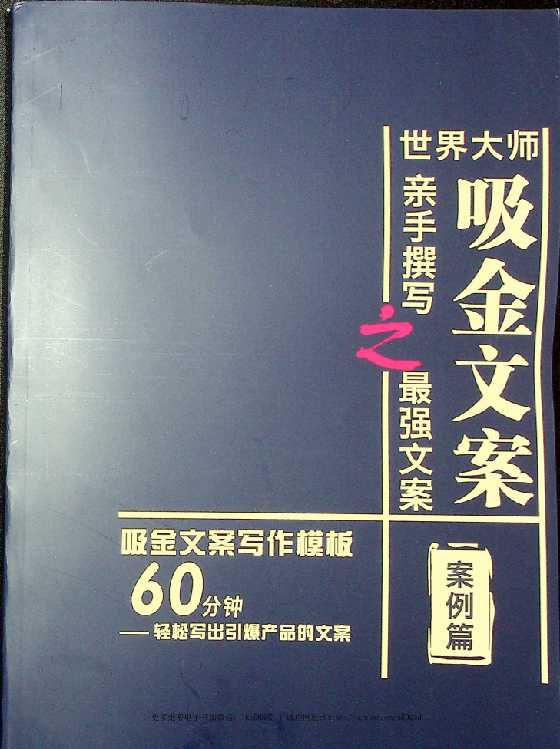 世界大师
吸金文案
亲手撰写
之
最强文案
案例篇
吸金文案写作模板
60分钟
——轻松写出引爆产品的文案